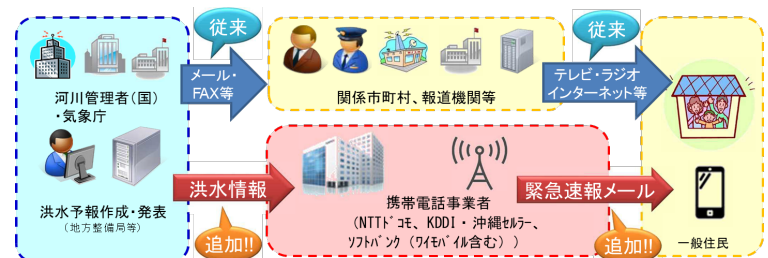 河川管理者(国)
・気象庁
洪水予報作成・発表
(地方整備局等)
従来
メール・
FAX等
関係市町村、報道機関等
従来
テレビ・ラジオ
インターネット等
洪水情報
追加!!
携帯電話事業者
(NTTﾄﾞｺﾓ、KDDI・沖縄ｾﾙﾗｰ、
ｿﾌﾄﾊﾞﾝｸ(ﾜｲﾓﾊﾞｲﾙ含む))
緊急速報メール
追加!!
一般住民